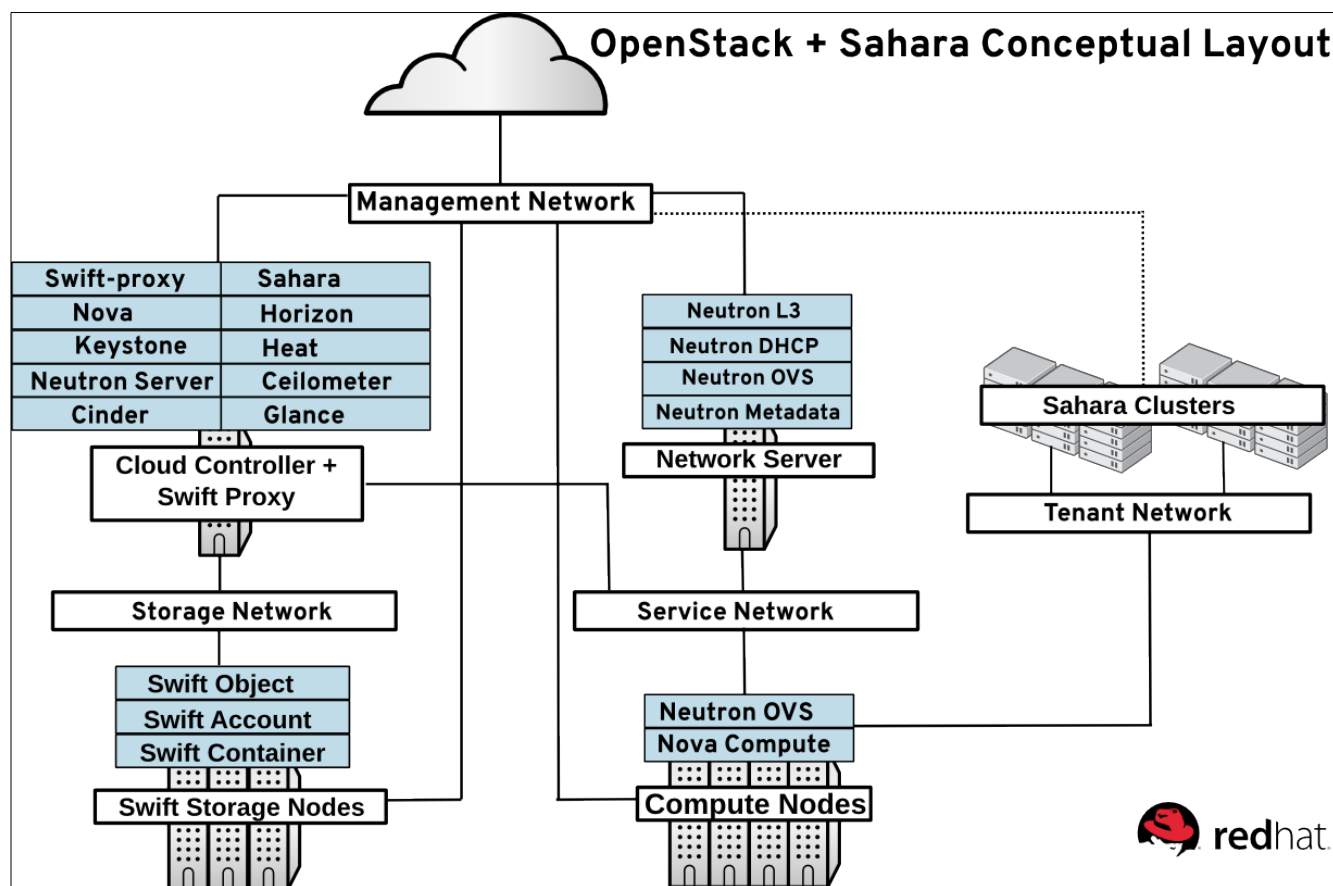 OpenStack + Sahara Conceptual Layout
Management Network
Swift-proxy
Sahara
Nova
Horizon
Keystone
Heat
Neutron Server
Ceilometer
Cinder
Glance
Cloud Controller +
Swift Proxy
Neutron L3
Neutron DHCP
Neutron OVS
Neutron Metadata
Network Server
Sahara Clusters
Tenant Network
Storage Network
Service Network
Swift Object
Swift Account
Swift Container
Swift Storage Nodes
Neutron OVS
Nova Compute
Compute Nodes
redhat.